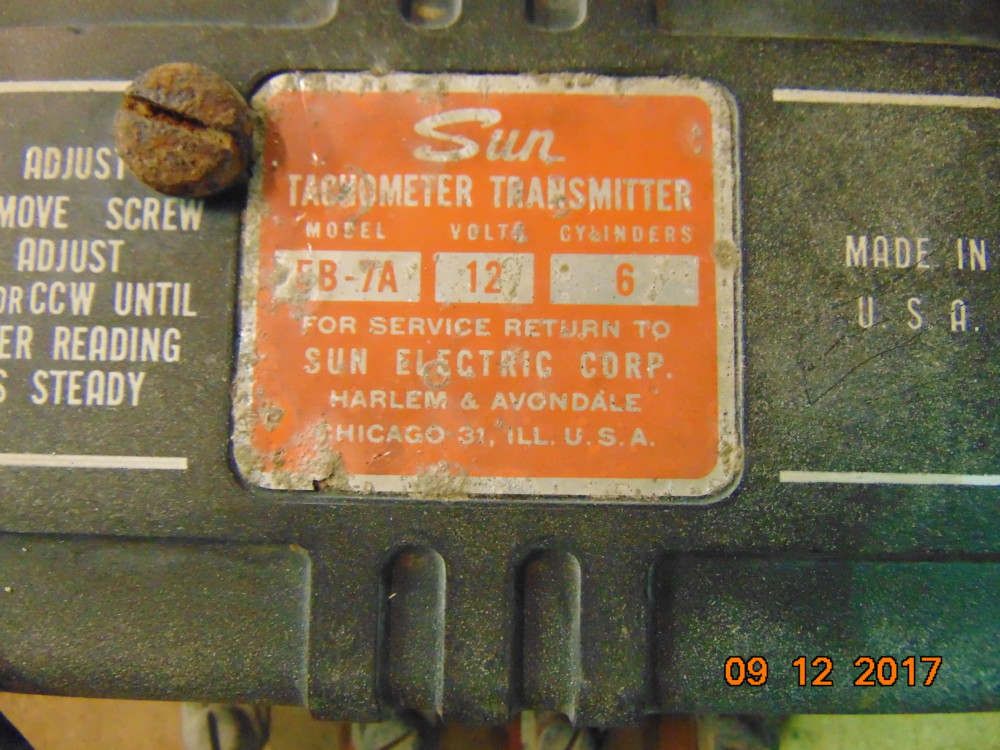 ADJUST
MOVE SCREW
ADJUST
OR CCW UNTIL
ER READING
S STEADY
Sun
TACHOMETER TRANSMITTER
MODEL VOLTS CYLINDERS
EB-7A 12 6
FOR SERVICE RETURN TO
SUN ELECTRIC CORP.
HARLEM & AVONDALE
CHICAGO 31, ILL. U.S.A.
MADE IN
U.S.A.
09 12 2017